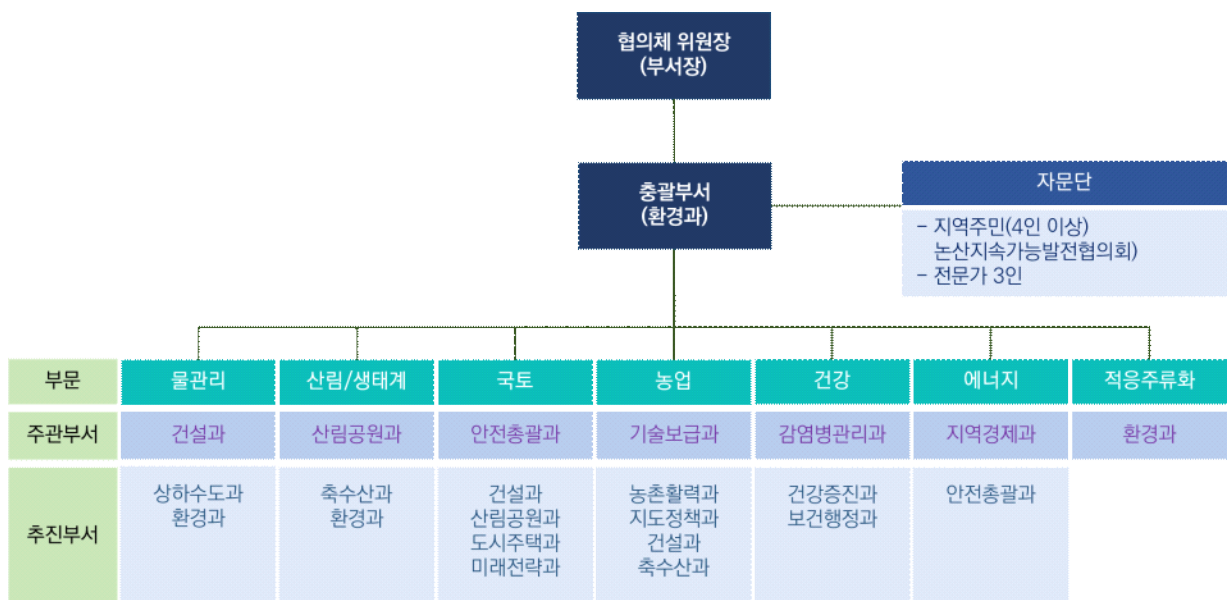 협의체 위원장
(부서장)
총괄부서
(환경과)
자문단
- 지역주민(4인 이상)
논산지속가능발전협의회)
- 전문가 3인
부문 물관리 산림/생태계 국토 농업 건강 에너지 적응주류화
주관부서 건설과 산림공원과 안전총괄과 기술보급과 감염병관리과 지역경제과 환경과
추진부서
상하수도과
환경과
축수산과
환경과
건설과
산림공원과
도시주택과
미래전략과
농촌활력과
지도정책과
건설과
축수산과
건강증진과
보건행정과
안전총괄과